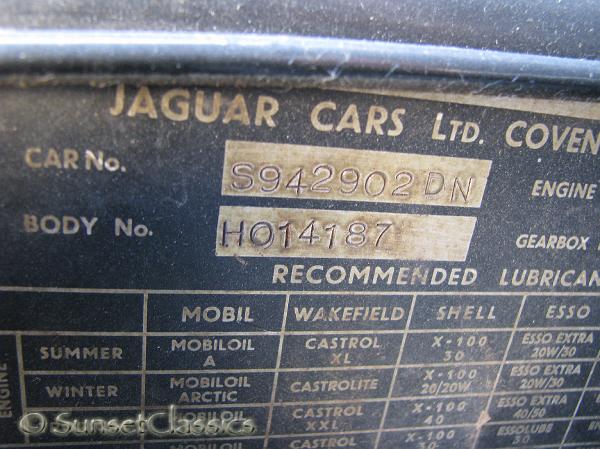 JAGUAR CARS LTD. COVEN
CAR No. S942902DN ENGINE
BODY No. HO14187 GEARBOX
RECOMMENDED LUBRICAN
MOBIL WAKEFIELD SHELL ESSO
ENGINE
SUMMER MOBILOIL A CASTROL XL X-100 30 ESSO EXTRA 20W/30
WINTER MOBILOIL ARCTIC CASTROLITE X-100 20/20W ESSO EXTRA 20W/30
CASTROL XXL X-100 40 ESSO EXTRA 40/50
MOBILOIL CASTROL X-100 30 ESSOLUBE 30
© SunsetClassics